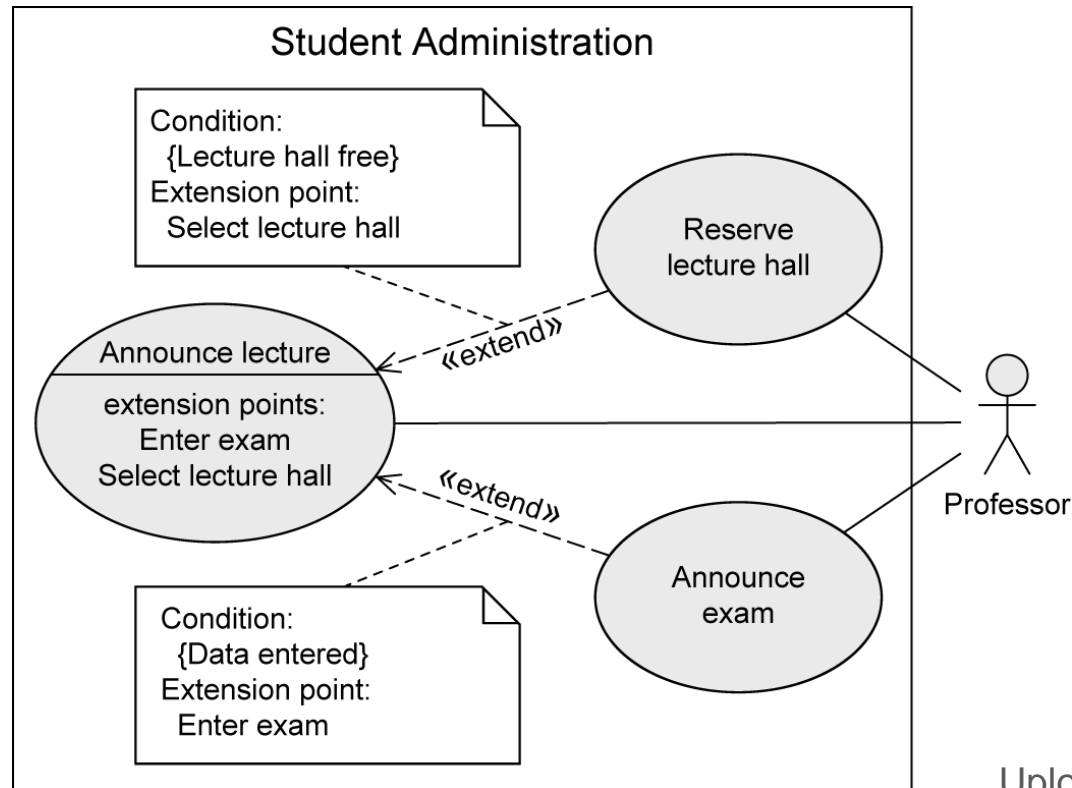 Student Administration
Condition:
{Lecture hall free}
Extension point:
Select lecture hall
Reserve
lecture hall
«extend»
Announce lecture
extension points:
Enter exam
Select lecture hall
«extend»
Professor
Announce
exam
Condition:
{Data entered}
Extension point:
Enter exam